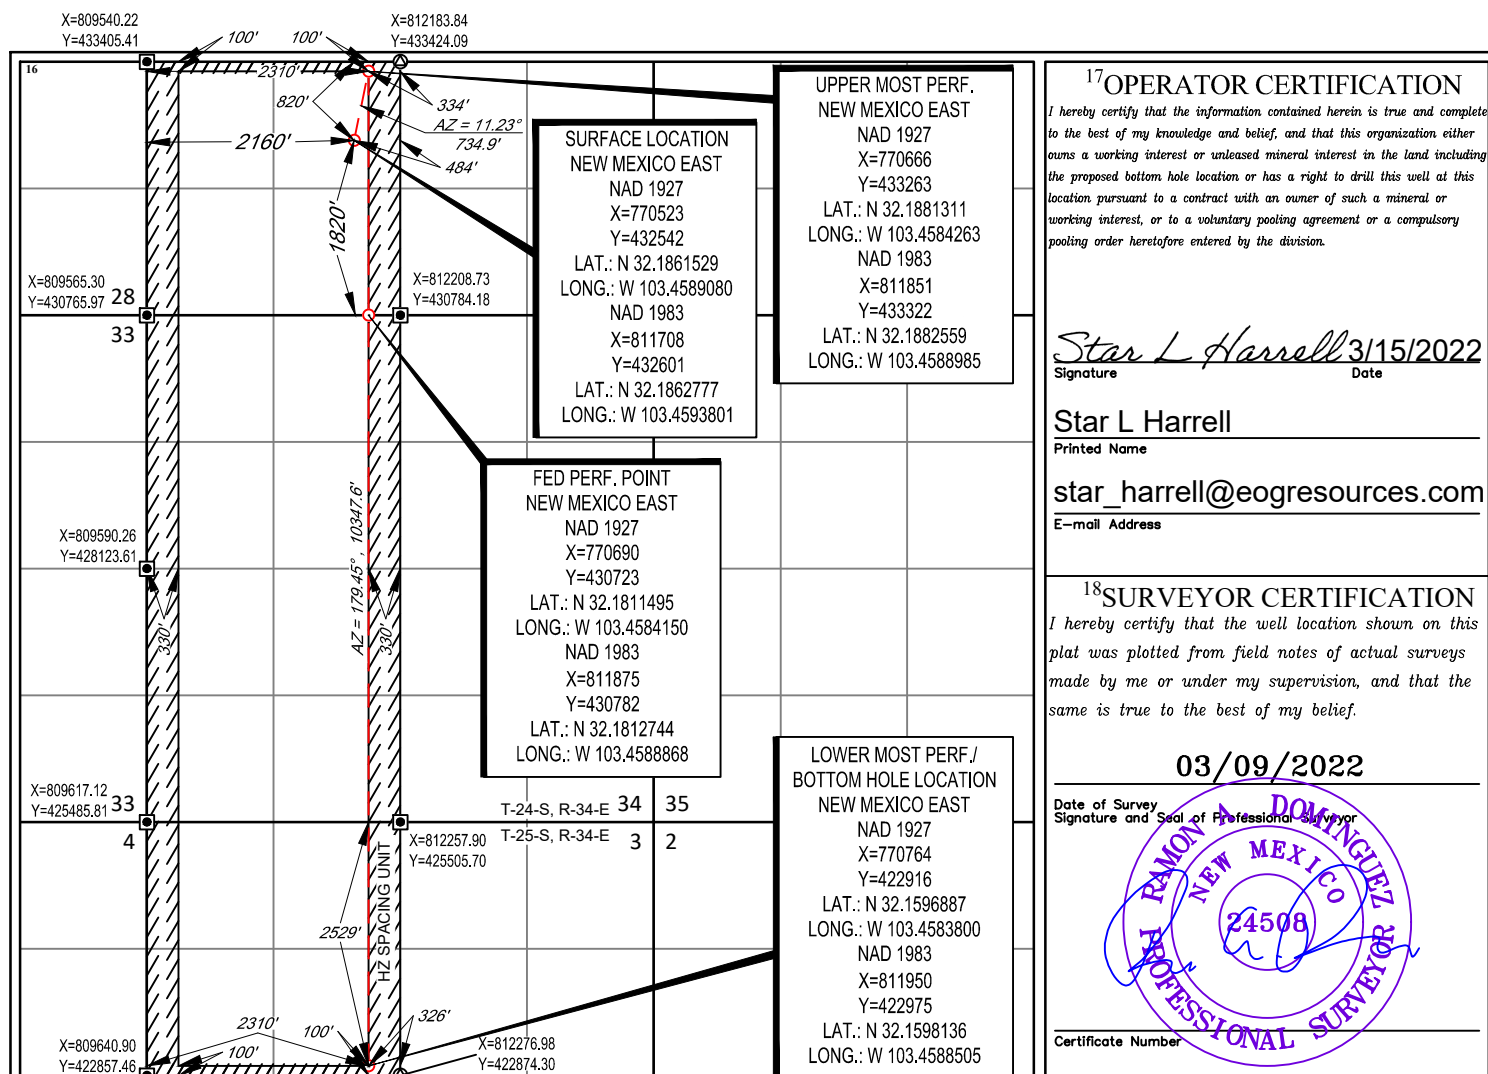 X=809540.22
Y=433405.41
100'
100'
X=812183.84
Y=433424.09
16
2310'
820'
334'
AZ = 11.23°
734.9'
2160'
484'
1820'
SURFACE LOCATION
NEW MEXICO EAST
NAD 1927
X=770523
Y=432542
LAT.: N 32.1861529
LONG.: W 103.4589080
NAD 1983
X=811708
Y=432601
LAT.: N 32.1862777
LONG.: W 103.4593801
UPPER MOST PERF.
NEW MEXICO EAST
NAD 1927
X=770666
Y=433263
LAT.: N 32.1881311
LONG.: W 103.4584263
NAD 1983
X=811851
Y=433322
LAT.: N 32.1882559
LONG.: W 103.4588985
X=809565.30
Y=430765.97
28
33
X=812208.73
Y=430784.18
FED PERF. POINT
NEW MEXICO EAST
NAD 1927
X=770690
Y=430723
LAT.: N 32.1811495
LONG.: W 103.4584150
NAD 1983
X=811875
Y=430782
LAT.: N 32.1812744
LONG.: W 103.4588868
X=809590.26
Y=428123.61
330'
AZ = 179.45°, 10347.6'
330'
X=809617.12
Y=425485.81
33
4
T-24-S, R-34-E
34
35
T-25-S, R-34-E
3
2
X=812257.90
Y=425505.70
HZ SPACING UNIT
2529'
LOWER MOST PERF./
BOTTOM HOLE LOCATION
NEW MEXICO EAST
NAD 1927
X=770764
Y=422916
LAT.: N 32.1596887
LONG.: W 103.4583800
NAD 1983
X=811950
Y=422975
LAT.: N 32.1598136
LONG.: W 103.4588505
2310'
100'
326'
100'
X=809640.90
Y=422857.46
X=812276.98
Y=422874.30
17OPERATOR CERTIFICATION
I hereby certify that the information contained herein is true and complete
to the best of my knowledge and belief, and that this organization either
owns a working interest or unleased mineral interest in the land including
the proposed bottom hole location or has a right to drill this well at this
location pursuant to a contract with an owner of such a mineral or
working interest, or to a voluntary pooling agreement or a compulsory
pooling order heretofore entered by the division.
Star L Harrell 3/15/2022
Signature Date
Star L Harrell
Printed Name
star_harrell@eogresources.com
E-mail Address
18SURVEYOR CERTIFICATION
I hereby certify that the well location shown on this
plat was plotted from field notes of actual surveys
made by me or under my supervision, and that the
same is true to the best of my belief.
03/09/2022
Date of Survey
Signature and Seal of Professional Surveyor
RAMON A. DOMINGUEZ
NEW MEXICO
24508
PROFESSIONAL SURVEYOR
Certificate Number